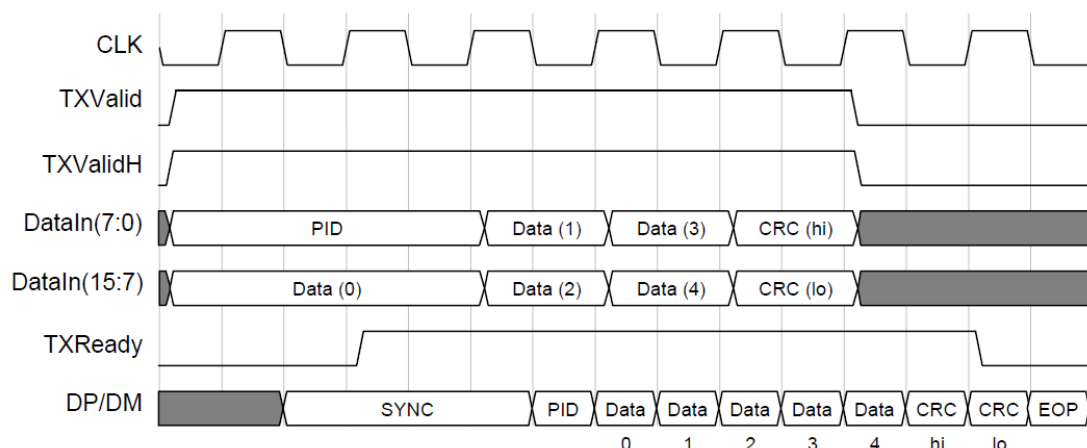 CLK
TXValid
TXValidH
DataIn(7:0) PID Data (1) Data (3) CRC (hi)
DataIn(15:7) Data (0) Data (2) Data (4) CRC (lo)
TXReady
DP/DM SYNC PID Data Data Data Data Data CRC CRC EOP
0 1 2 3 4 hi lo